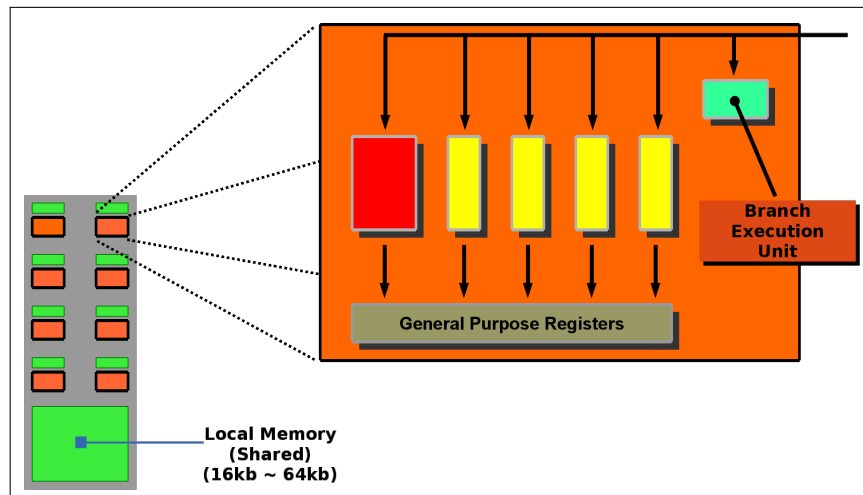 Branch
Execution
Unit
General Purpose Registers
Local Memory
(Shared)
(16kb ~ 64kb)